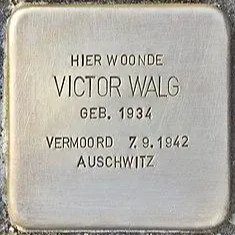 HIER WOONDE
VICTOR WALG
GEB. 1934
VERMOORD 7.9.1942
AUSCHWITZ